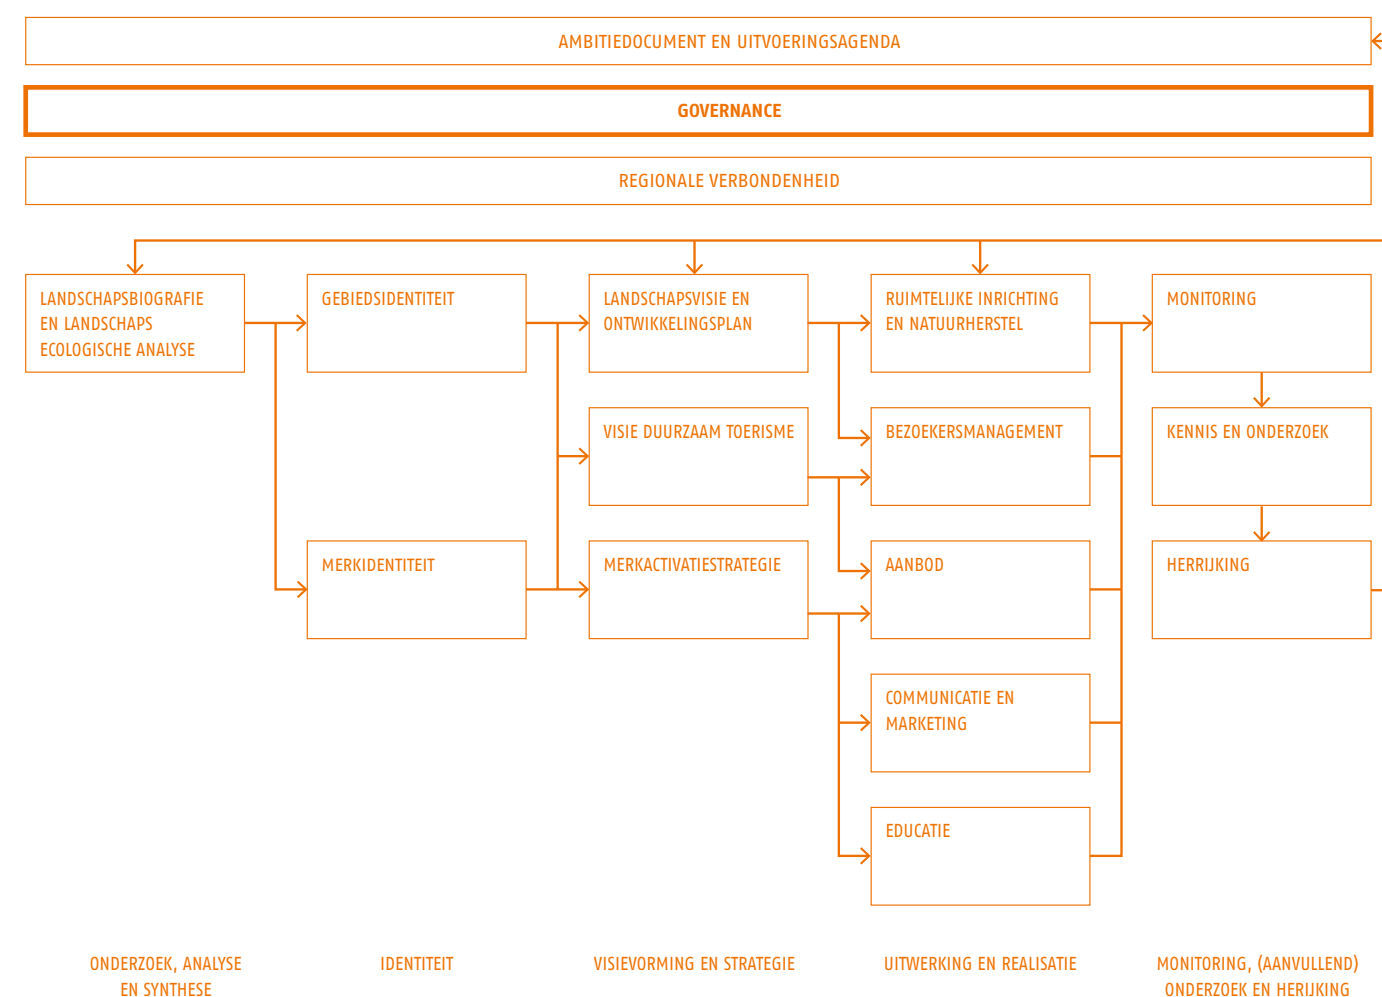 AMBITIEDOCUMENT EN UITVOERINGSAGENDA
GOVERNANCE
REGIONALE VERBONDENHEID
LANDSCHAPSBIOGRAFIE
EN LANDSCHAPS
ECOLOGISCHE ANALYSE
GEBIEDSIDENTITEIT
MERKIDENTITEIT
LANDSCHAPSVISIE EN
ONTWIKKELINGSPLAN
VISIE DUURZAAM TOERISME
MERKACTIVATIESTRATEGIE
RUIMTELIJKE INRICHTING
EN NATUURHERSTEL
BEZOEKERSMANAGEMENT
AANBOD
COMMUNICATIE EN
MARKETING
EDUCATIE
MONITORING
KENNIS EN ONDERZOEK
HERRIJKING
ONDERZOEK, ANALYSE
EN SYNTHESE
IDENTITEIT
VISIEVORMING EN STRATEGIE
UITWERKING EN REALISATIE
MONITORING, (AANVULLEND)
ONDERZOEK EN HERIJKING